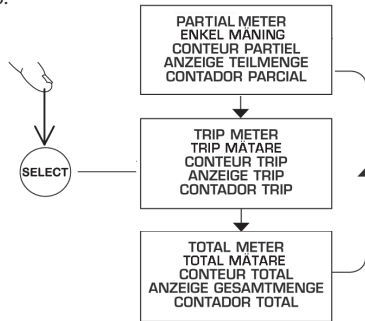 PARTIAL METER
ENKEL MÄNING
CONTEUR PARTIEL
ANZEIGE TEILMENGE
CONTADOR PARCIAL
SELECT
TRIP METER
TRIP MÄTARE
CONTEUR TRIP
ANZEIGE TRIP
CONTADOR TRIP
TOTAL METER
TOTAL MÄTARE
CONTEUR TOTAL
ANZEIGE GESAMTMENGE
CONTADOR TOTAL